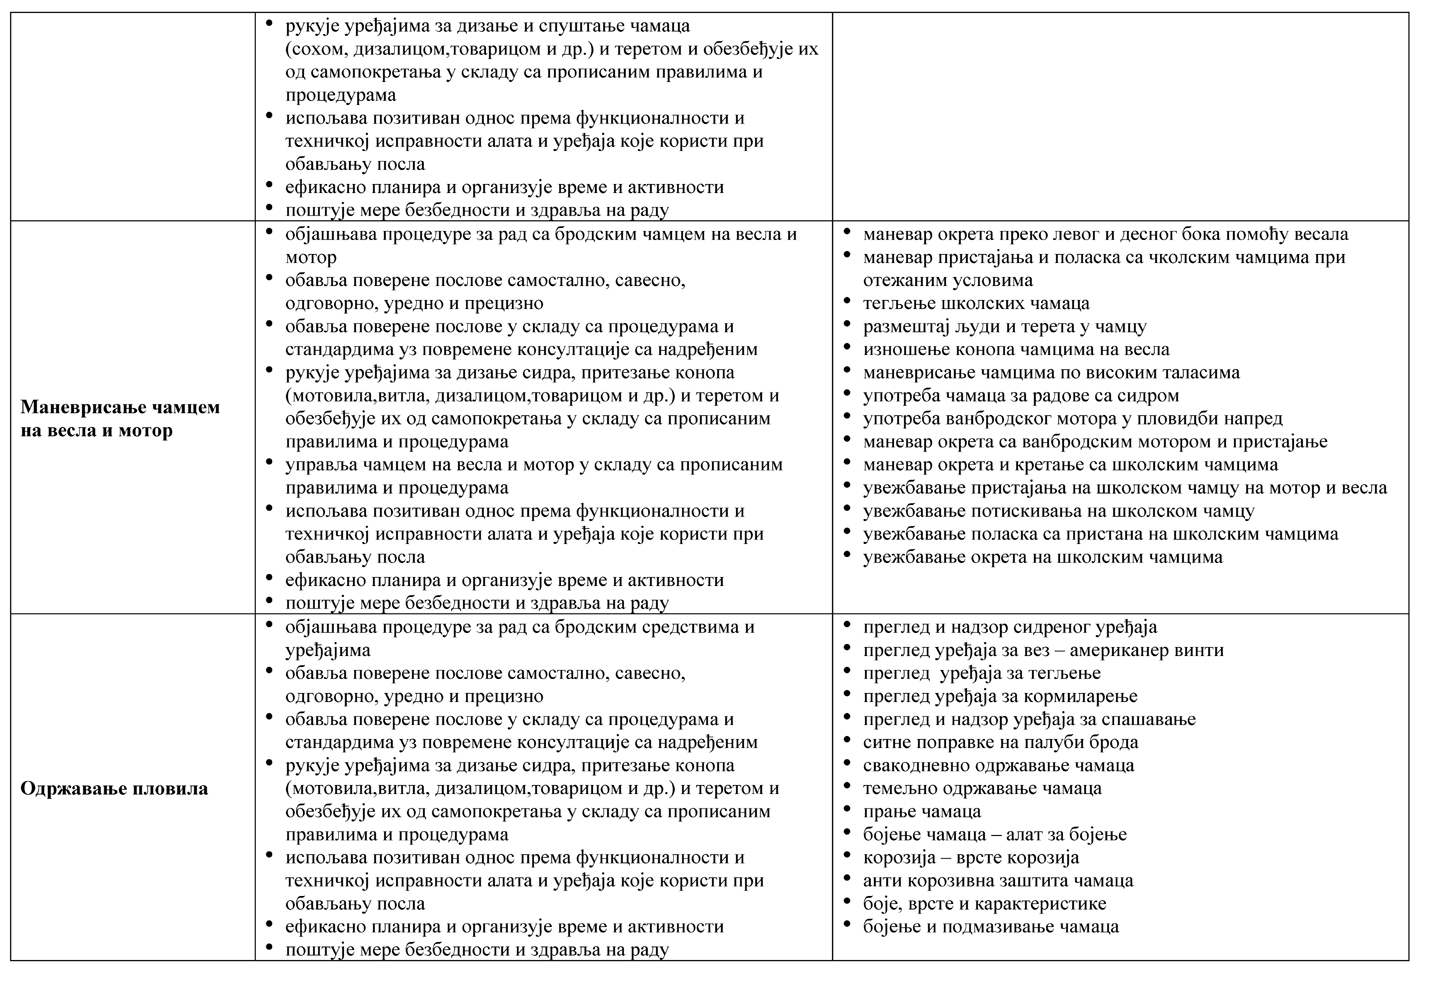 • рукује уређајима за дизање и спуштање чамаца
(сохом, дизалицом,товарицом и др.) и теретом и обезбеђује их
од самопокретања у складу са прописаним правилима и
процедурама
• испољава позитиван однос према функционалности и
техничкој исправности алата и уређаја које користи при
обављању посла
• ефикасно планира и организује време и активности
• поштује мере безбедности и здравља на раду
Маневрисање чамцем
на весла и мотор
• објашњава процедуре за рад са бродским чамцем на весла и
мотор
• обавља поверене послове самостално, савесно,
одговорно, уредно и прецизно
• обавља поверене послове у складу са процедурама и
стандардима уз повремене консултације са надређеним
• рукује уређајима за дизање сидра, притезање конопа
(мотовила,витла, дизалицом,товарицом и др.) и теретом и
обезбеђује их од самопокретања у складу са прописаним
правилима и процедурама
• управља чамцем на весла и мотор у складу са прописаним
правилима и процедурама
• испољава позитиван однос према функционалности и
техничкој исправности алата и уређаја које користи при
обављању посла
• ефикасно планира и организује време и активности
• поштује мере безбедности и здравља на раду
• маневар окрета преко левог и десног бока помоћу весала
• маневар пристајања и поласка са чколским чамцима при
отежаним условима
• тегљење школских чамаца
• размештај људи и терета у чамцу
• изношење конопа чамцима на весла
• маневрисање чамцима по високим таласима
• употреба чамаца за радове са сидром
• употреба ванбродског мотора у пловидби напред
• маневар окрета са ванбродским мотором и пристајање
• маневар окрета и кретање са школским чамцима
• увежбавање пристајања на школском чамцу на мотор и весла
• увежбавање потискивања на школском чамцу
• увежбавање поласка са пристана на школским чамцима
• увежбавање окрета на школским чамцима
Одржавање пловила
• објашњава процедуре за рад са бродским средствима и
уређајима
• обавља поверене послове самостално, савесно,
одговорно, уредно и прецизно
• обавља поверене послове у складу са процедурама и
стандардима уз повремене консултације са надређеним
• рукује уређајима за дизање сидра, притезање конопа
(мотовила,витла, дизалицом,товарицом и др.) и теретом и
обезбеђује их од самопокретања у складу са прописаним
правилима и процедурама
• испољава позитиван однос према функционалности и
техничкој исправности алата и уређаја које користи при
обављању посла
• ефикасно планира и организује време и активности
• поштује мере безбедности и здравља на раду
• преглед и надзор сидреног уређаја
• преглед уређаја за вез – американер винти
• преглед  уређаја за тегљење
• преглед уређаја за кормиларење
• преглед и надзор уређаја за спашавање
• ситне поправке на палуби брода
• свакодневно одржавање чамаца
• темељно одржавање чамаца
• прање чамаца
• бојење чамаца – алат за бојење
• корозија – врсте корозија
• анти корозивна заштита чамаца
• боје, врсте и карактеристике
• бојење и подмазивање чамаца